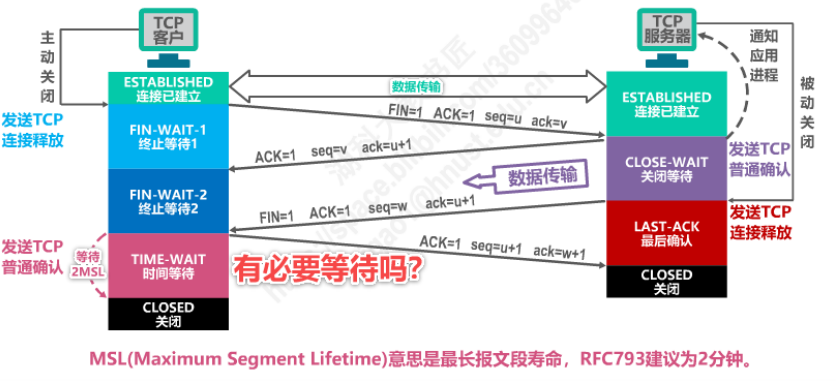 TCP
客户
TCP
服务器
主动关闭
通知
应用
进程
被动关闭
ESTABLISHED
连接已建立
数据传输
ESTABLISHED
连接已建立
发送TCP
连接释放
FIN=1 ACK=1 seq=u ack=v
FIN-WAIT-1
终止等待1
ACK=1 seq=v ack=u+1
CLOSE-WAIT
关闭等待
发送TCP
普通确认
数据传输
FIN-WAIT-2
终止等待2
FIN=1 ACK=1 seq=w ack=u+1
LAST-ACK
最后确认
发送TCP
连接释放
发送TCP
普通确认
等待
2MSL
TIME-WAIT
时间等待
ACK=1 seq=u+1 ack=w+1
有必要等待吗?
CLOSED
关闭
CLOSED
关闭
MSL(Maximum Segment Lifetime)意思是最长报文段寿命，RFC793建议为2分钟。